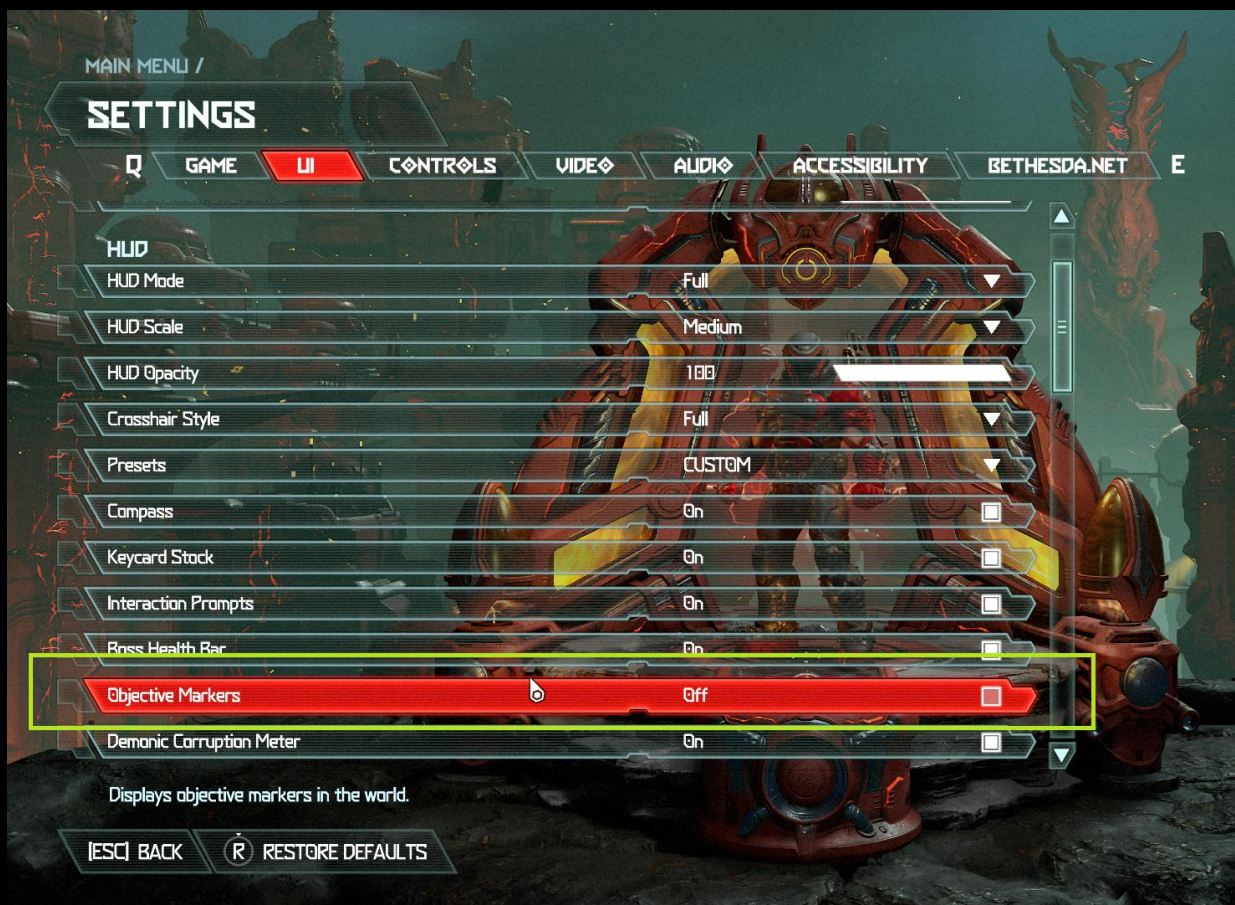 MAIN MENU /
SETTINGS
Q GAME UI CONTROLS VIDEO AUDIO ACCESSIBILITY BETHESDA.NET E
HUD
HUD Mode Full
HUD Scale Medium
HUD Opacity 100
Crosshair Style Full
Presets CUSTOM
Compass On
Keycard Stock On
Interaction Prompts On
Boss Health Bar On
Objective Markers Off
Demonic Corruption Meter On
Displays objective markers in the world.
[ESC] BACK R RESTORE DEFAULTS